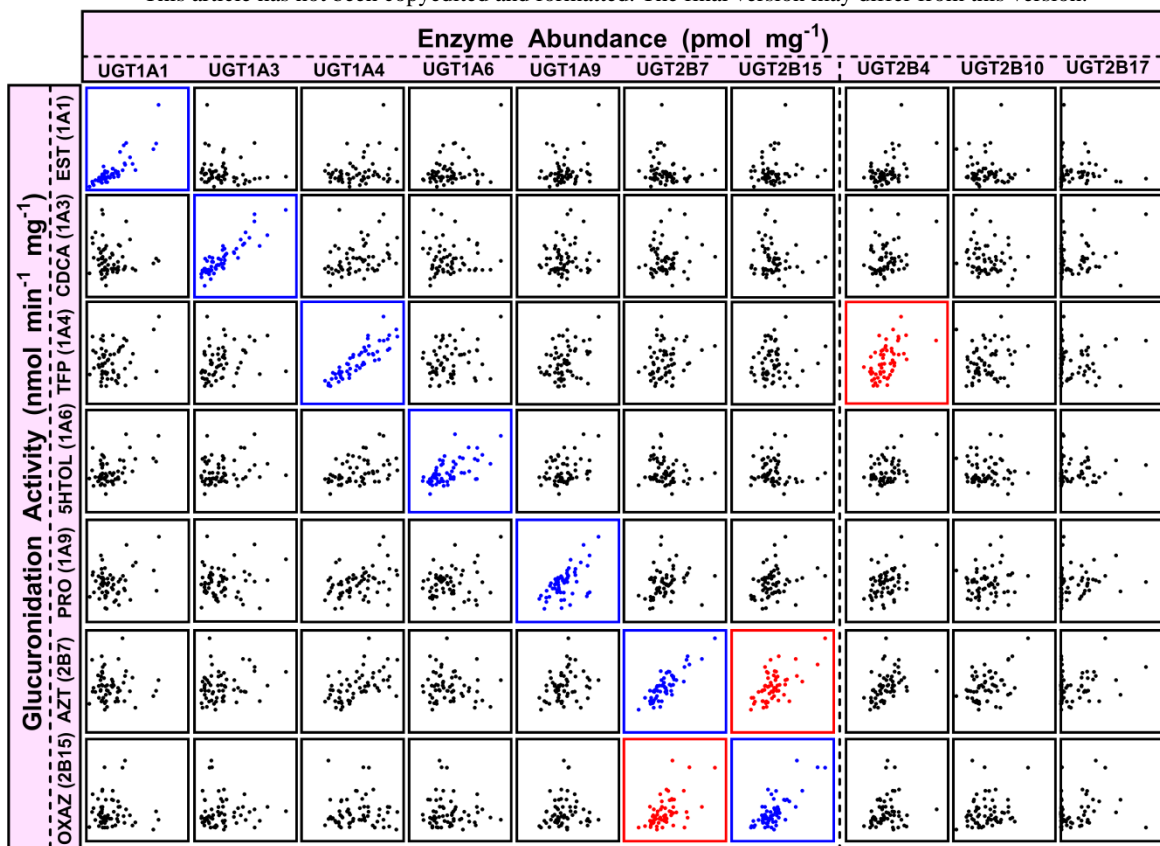 This article has not been copyedited and formatted. The final version may differ from this version.
Enzyme Abundance (pmol mg-1)
UGT1A1 UGT1A3 UGT1A4 UGT1A6 UGT1A9 UGT2B7 UGT2B15 UGT2B4 UGT2B10 UGT2B17
Glucuronidation Activity (nmol min-1 mg-1)
EST (1A1)
CDCA (1A3)
TFP (1A4)
5HTOL (1A6)
PRO (1A9)
AZT (2B7)
OXAZ (2B15)